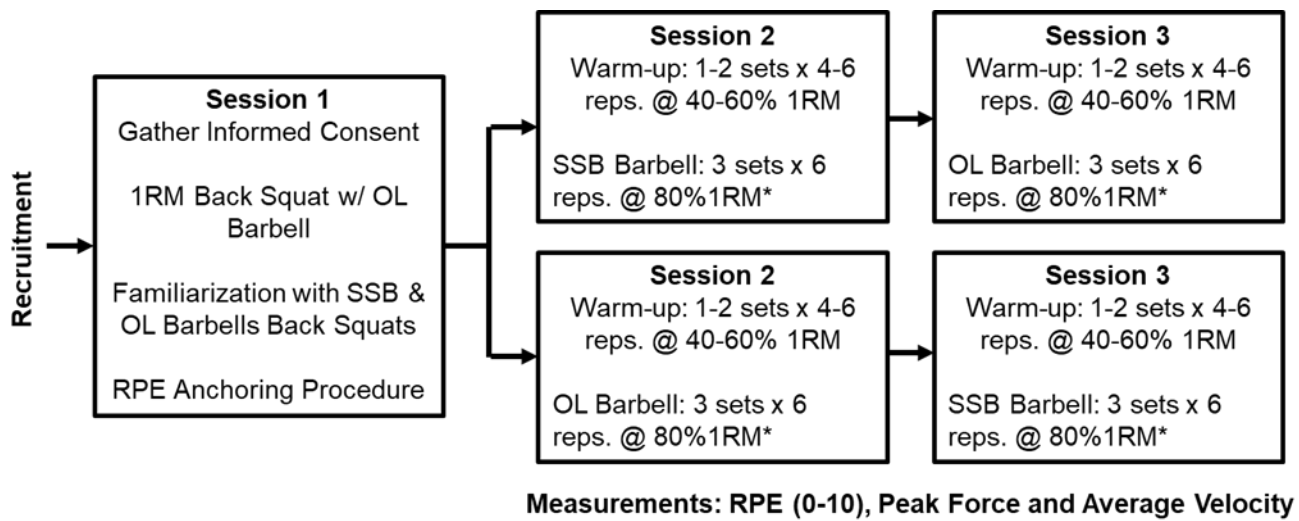 Recruitment
Session 1
Gather Informed Consent
1RM Back Squat w/ OL
Barbell
Familiarization with SSB &
OL Barbells Back Squats
RPE Anchoring Procedure
Session 2
Warm-up: 1-2 sets x 4-6
reps. @ 40-60% 1RM
SSB Barbell: 3 sets x 6
reps. @ 80%1RM*
Session 3
Warm-up: 1-2 sets x 4-6
reps. @ 40-60% 1RM
OL Barbell: 3 sets x 6
reps. @ 80%1RM*
Session 2
Warm-up: 1-2 sets x 4-6
reps. @ 40-60% 1RM
OL Barbell: 3 sets x 6
reps. @ 80%1RM*
Session 3
Warm-up: 1-2 sets x 4-6
reps. @ 40-60% 1RM
SSB Barbell: 3 sets x 6
reps. @ 80%1RM*
Measurements: RPE (0-10), Peak Force and Average Velocity